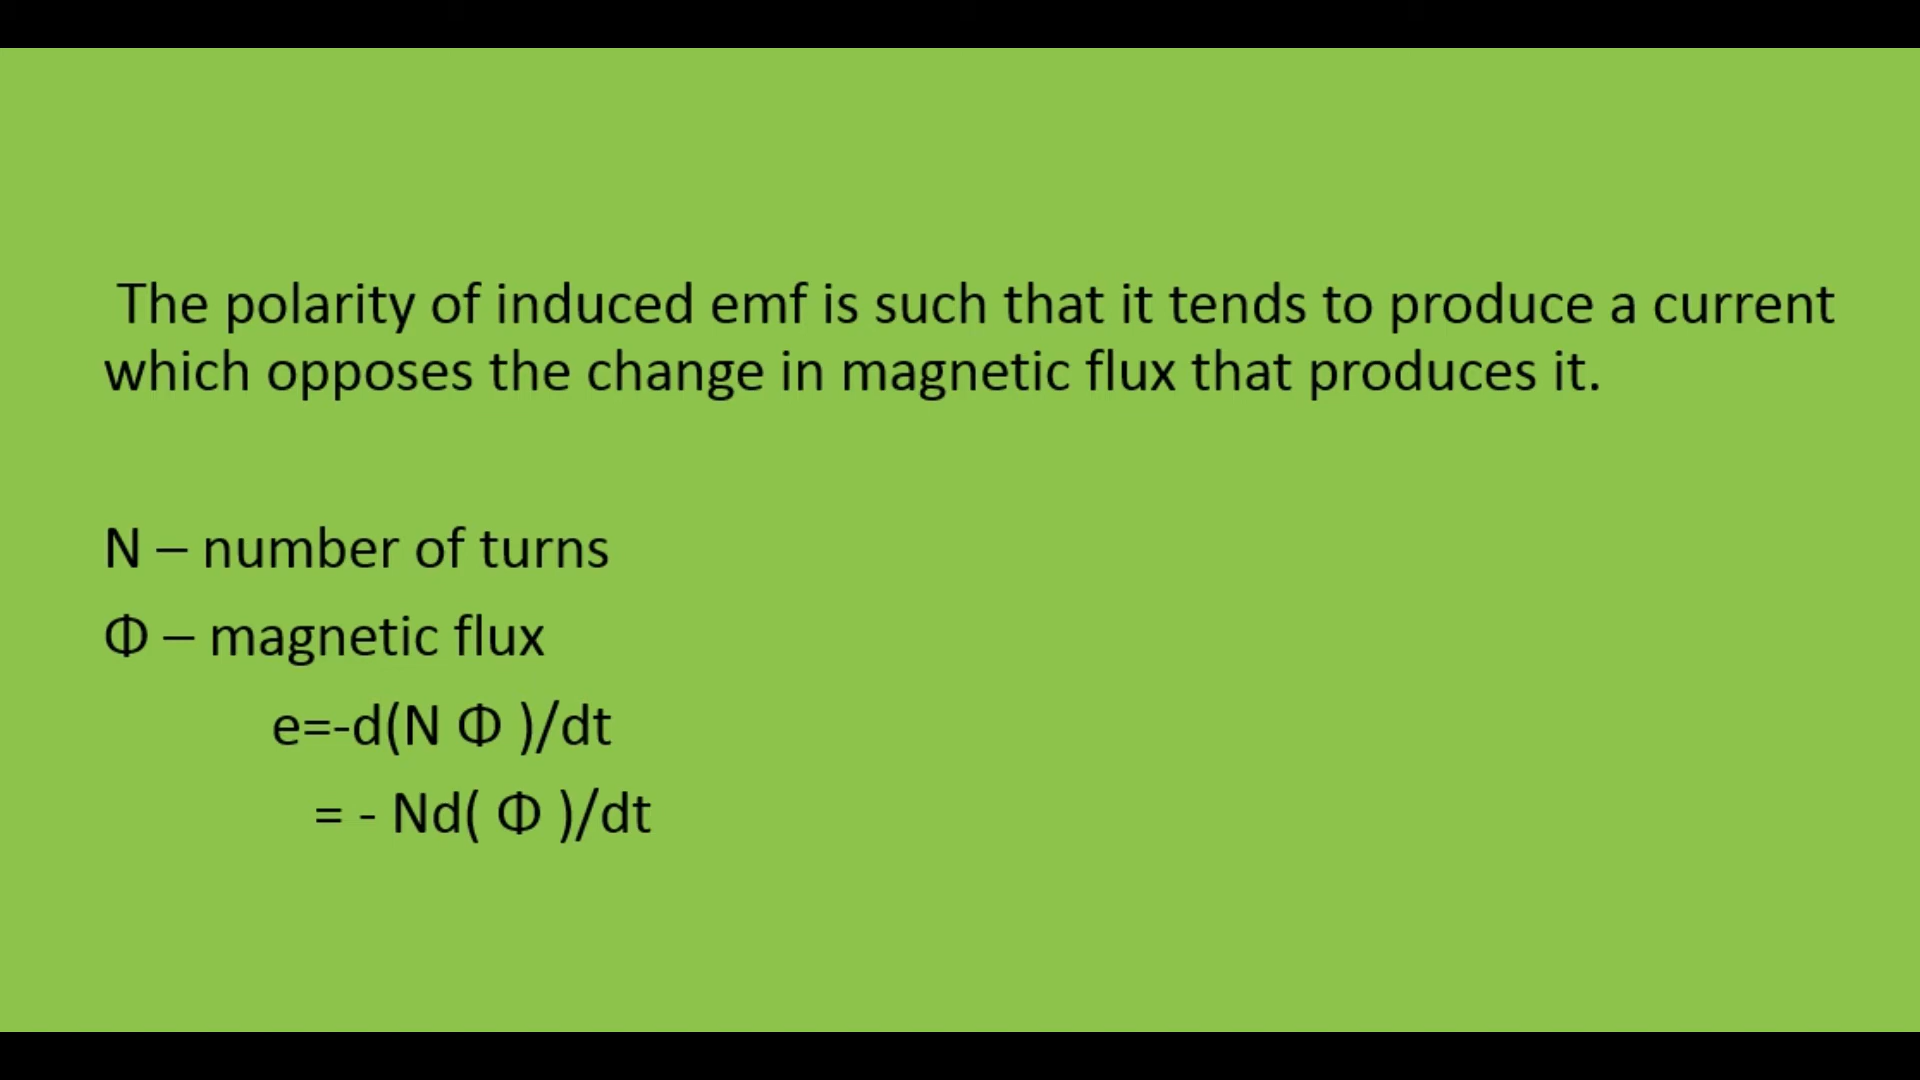 The polarity of induced emf is such that it tends to produce a current
which opposes the change in magnetic flux that produces it.
N – number of turns
Φ – magnetic flux
e=-d(N Φ )/dt
= - Nd( Φ )/dt